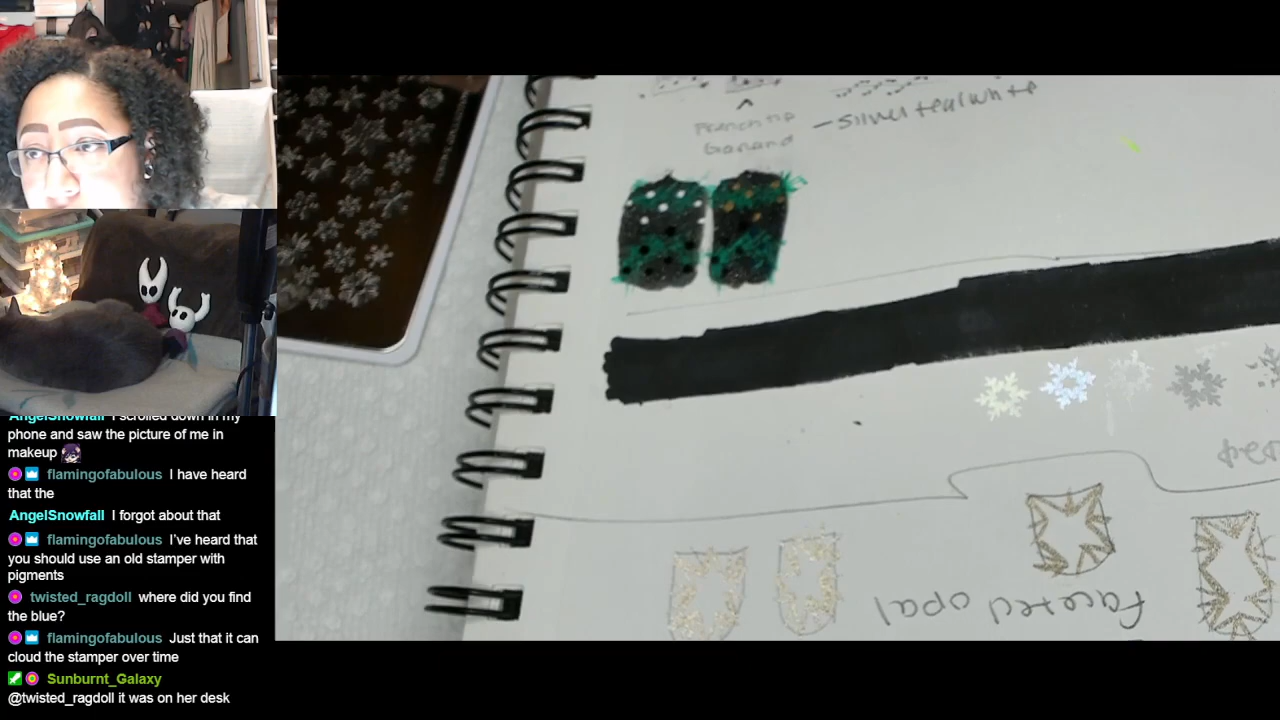 AngelSnowfall I scrolled down in my
phone and saw the picture of me in
makeup
flamingofabulous I have heard
that the
AngelSnowfall I forgot about that
flamingofabulous I've heard that
you should use an old stamper with
pigments
twisted_ragdoll where did you find
the blue?
flamingofabulous Just that it can
cloud the stamper over time
Sunburnt_Galaxy
@twisted_ragdoll it was on her desk
French tip
- silver teal white
faceted opal